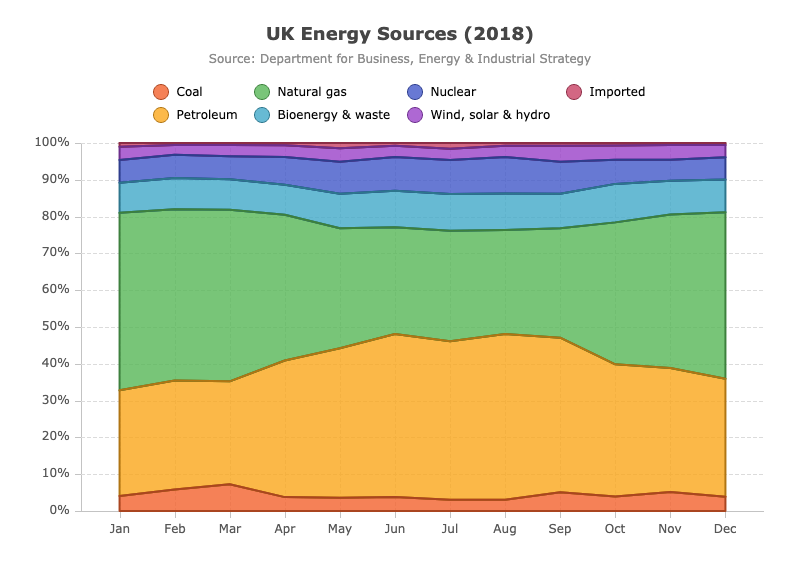 UK Energy Sources (2018)
Source: Department for Business, Energy & Industrial Strategy
Coal Natural gas Nuclear Imported
Petroleum Bioenergy & waste Wind, solar & hydro
100%
90%
80%
70%
60%
50%
40%
30%
20%
10%
0%
Jan Feb Mar Apr May Jun Jul Aug Sep Oct Nov Dec